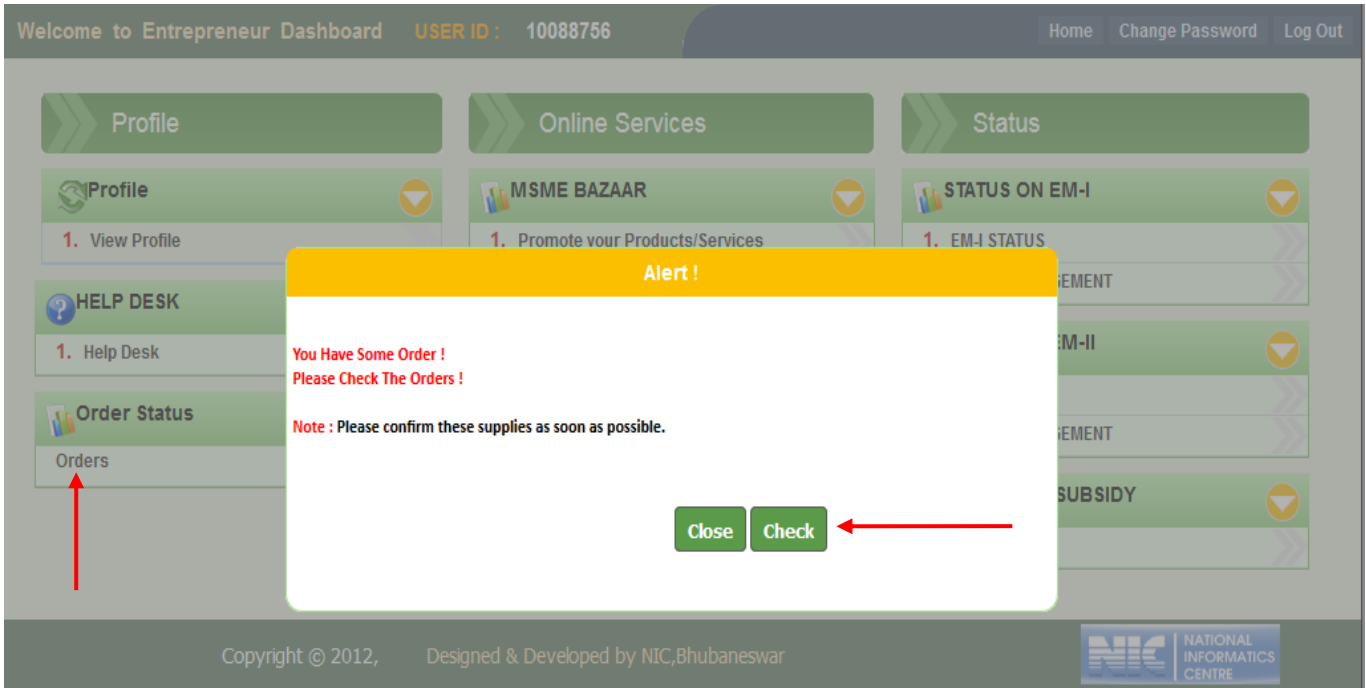 Welcome to Entrepreneur Dashboard USER ID : 10088756 Home Change Password Log Out
Profile Online Services Status
Profile
1. View Profile
HELP DESK
1. Help Desk
Order Status
Orders
MSME BAZAAR
1. Promote your Products/Services
STATUS ON EM-I
1. EM-I STATUS
EMENT
EM-II
EMENT
SUBSIDY
Alert !
You Have Some Order !
Please Check The Orders !
Note : Please confirm these supplies as soon as possible.
Close Check
Copyright © 2012, Designed & Developed by NIC,Bhubaneswar
NIC
NATIONAL
INFORMATICS
CENTRE